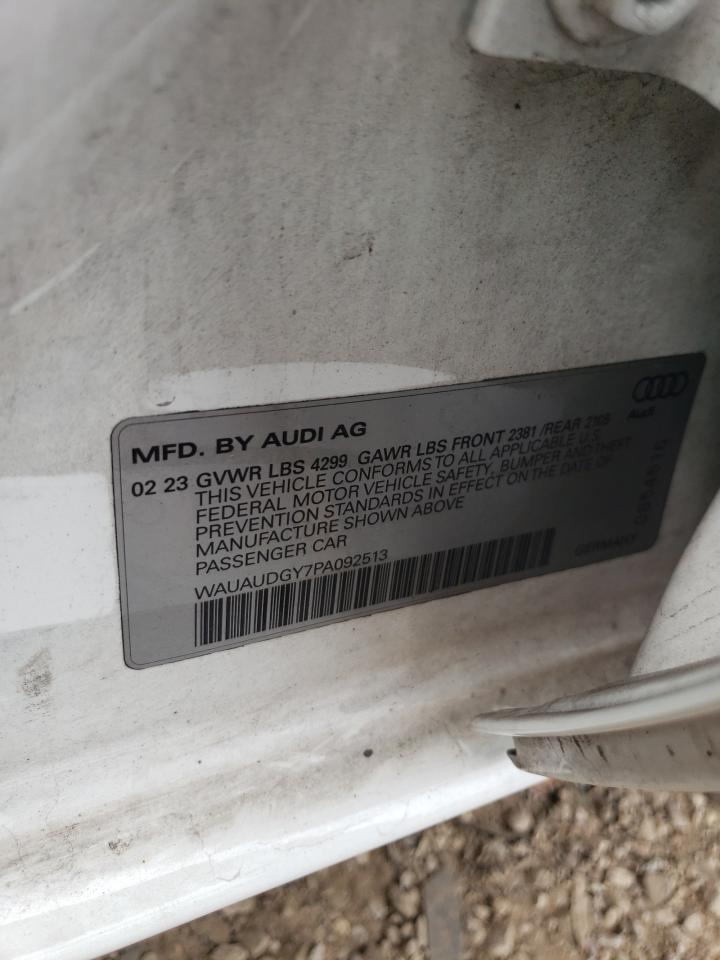 MFD. BY AUDI AG
Audi
02 23 GVWR LBS 4299 GAWR LBS FRONT 2381 /REAR 2105
THIS VEHICLE CONFORMS TO ALL APPLICABLE U.S.
FEDERAL MOTOR VEHICLE SAFETY, BUMPER AND THEFT
PREVENTION STANDARDS IN EFFECT ON THE DATE OF
MANUFACTURE SHOWN ABOVE
PASSENGER CAR
GERMANY
WAUAUDGY7PA092513